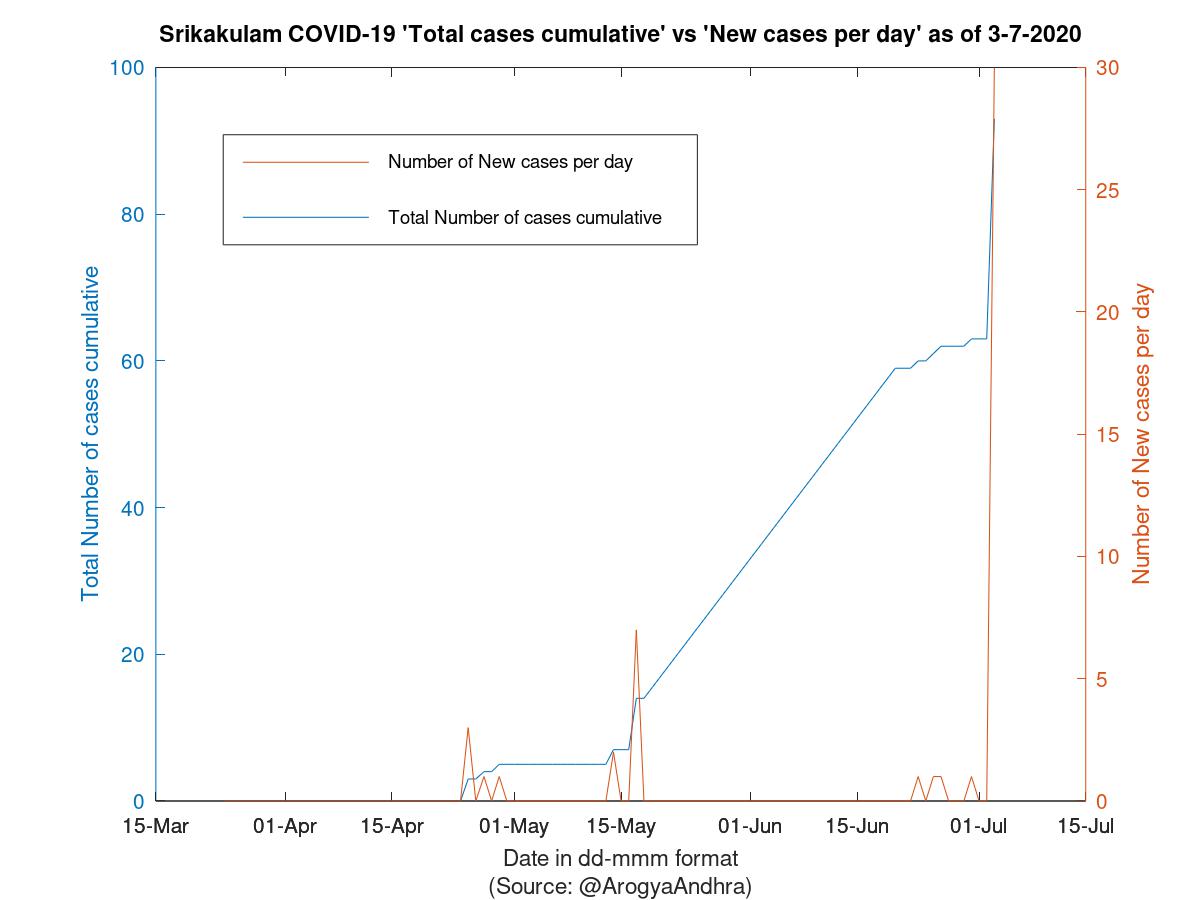 Srikakulam COVID-19 'Total cases cumulative' vs 'New cases per day' as of 3-7-2020
100
80
60
40
20
0
Total Number of cases cumulative
Number of New cases per day
Total Number of cases cumulative
30
25
20
15
10
5
0
Number of New cases per day
15-Mar 01-Apr 15-Apr 01-May 15-May 01-Jun 15-Jun 01-Jul 15-Jul
Date in dd-mmm format
(Source: @ArogyaAndhra)